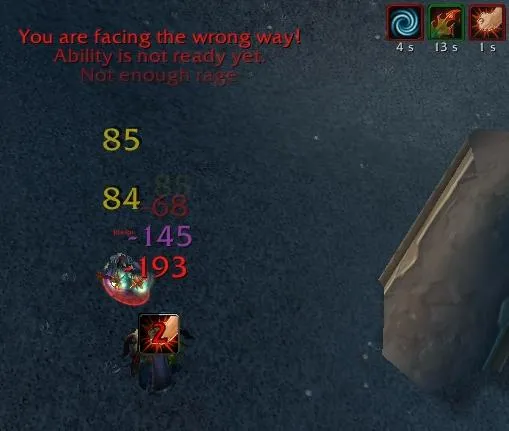 You are facing the wrong way!
Ability is not ready yet.
Not enough rage
4 s 13 s 1 s
85
84
-68
-145
-193
2